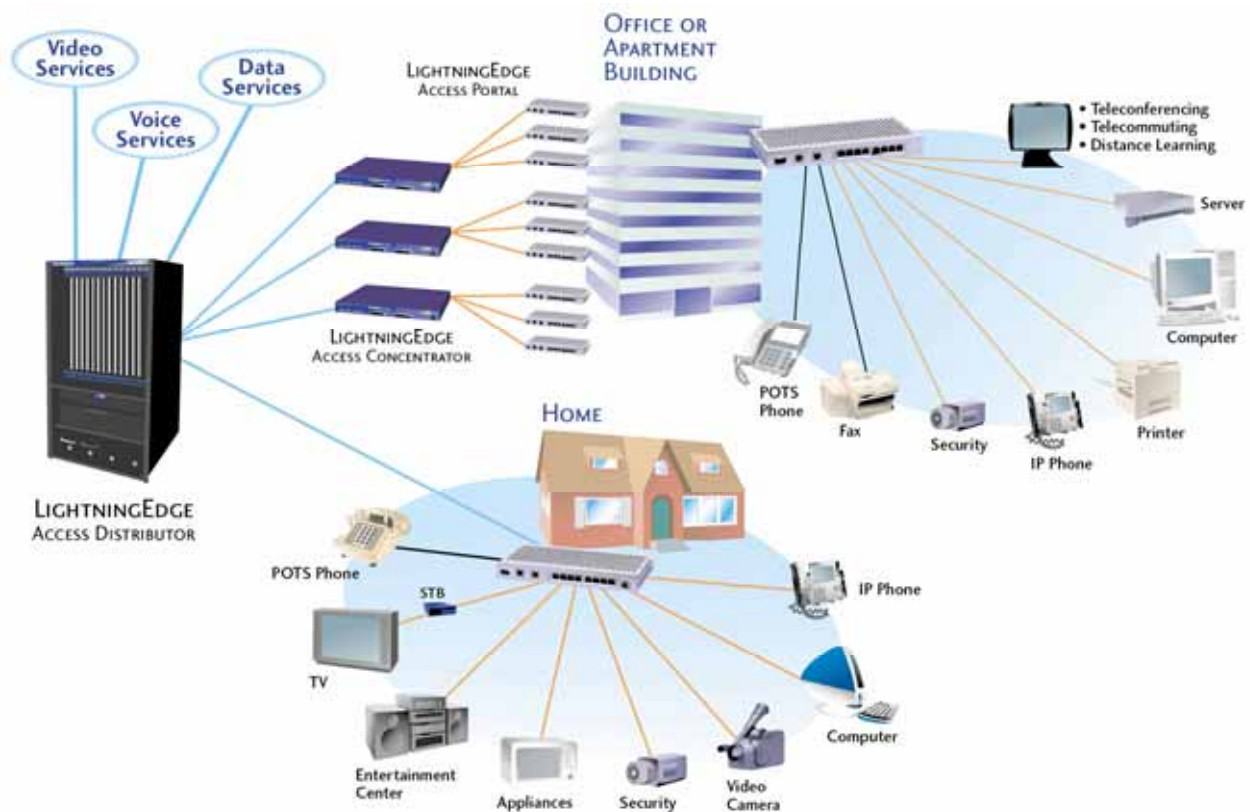 Video
Services
Voice
Services
Data
Services
LIGHTNINGEDGE
ACCESS PORTAL
OFFICE OR
APARTMENT
BUILDING
• Teleconferencing
• Telecommuting
• Distance Learning
Server
Computer
Printer
IP Phone
Security
Fax
POTS
Phone
LIGHTNINGEDGE
ACCESS CONCENTRATOR
LIGHTNINGEDGE
ACCESS DISTRIBUTOR
HOME
POTS Phone
STB
TV
Entertainment
Center
Appliances
Security
Video
Camera
Computer
IP Phone